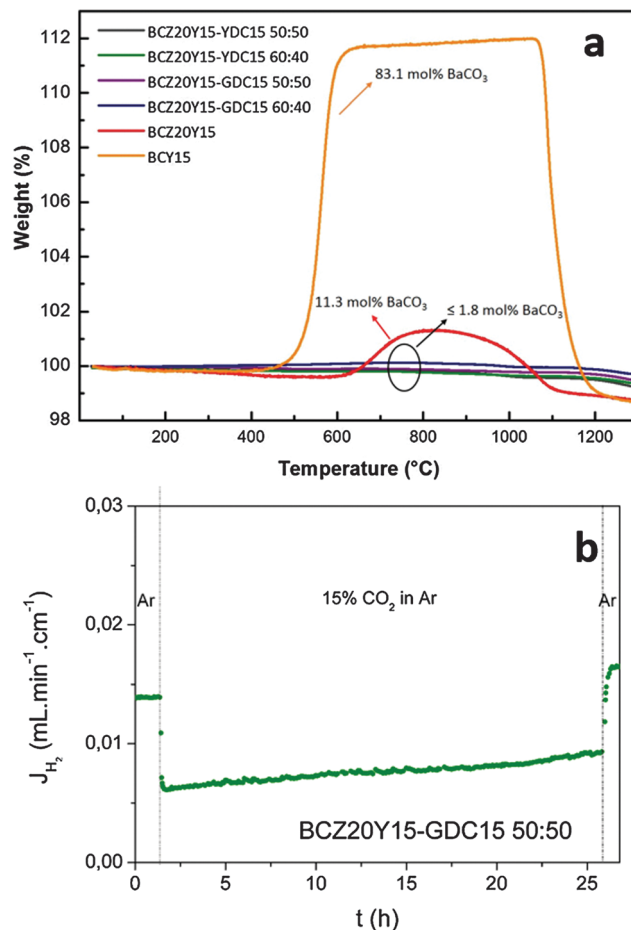 112
110
108
106
104
102
100
98
Weight (%)
BCZ20Y15-YDC15 50:50
BCZ20Y15-YDC15 60:40
BCZ20Y15-GDC15 50:50
BCZ20Y15-GDC15 60:40
BCZ20Y15
BCY15
a
83.1 mol% BaCO3
11.3 mol% BaCO3
≤ 1.8 mol% BaCO3
200 400 600 800 1000 1200
Temperature (°C)
0,03
0,02
0,01
0,00
JH2 (mL.min-1.cm-1)
b
Ar
15% CO2 in Ar
Ar
BCZ20Y15-GDC15 50:50
0 5 10 15 20 25
t (h)